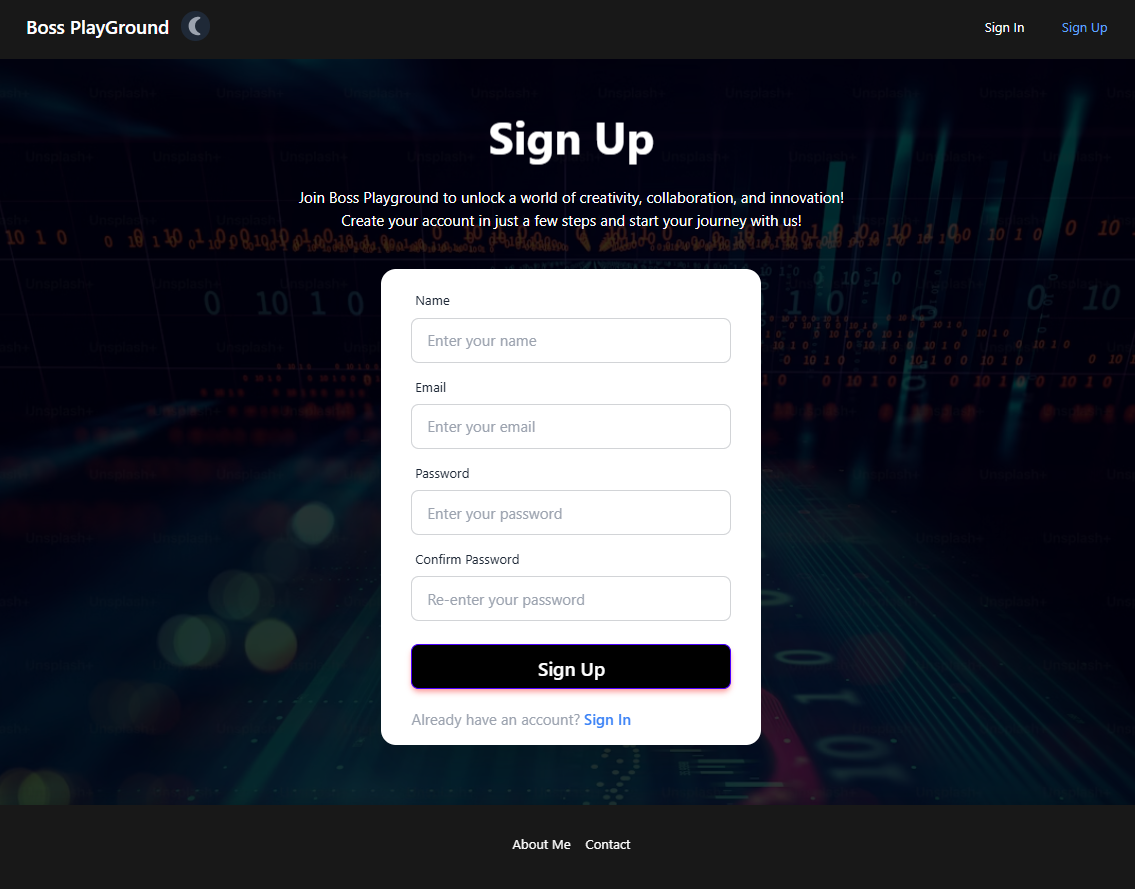 Boss PlayGround
Sign In
Sign Up
Sign Up
Join Boss Playground to unlock a world of creativity, collaboration, and innovation!
Create your account in just a few steps and start your journey with us!
Name
Enter your name
Email
Enter your email
Password
Enter your password
Confirm Password
Re-enter your password
Sign Up
Already have an account? Sign In
About Me
Contact